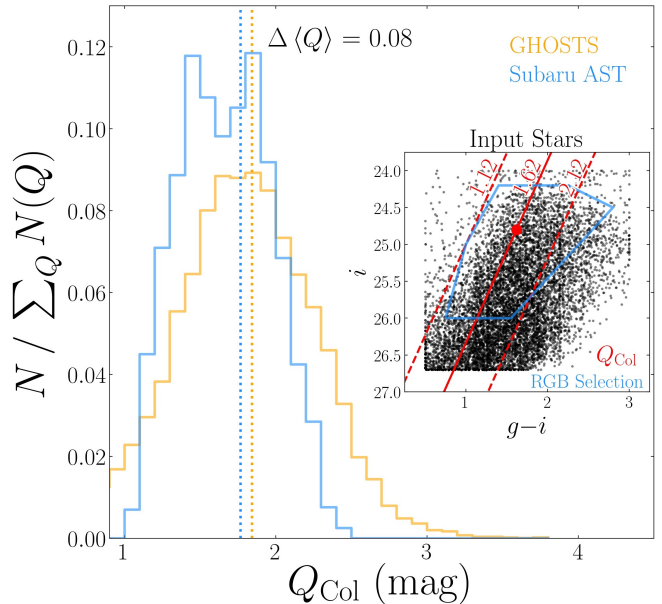 0.12
0.10
0.08
0.06
0.04
0.02
0.00
N / ∑_Q N(Q)
Δ ⟨Q⟩ = 0.08
GHOSTS
Subaru AST
Input Stars
1.12
1.62
2.12
24.0
24.5
25.0
25.5
26.0
26.5
27.0
i
Q_Col
RGB Selection
1
2
3
g−i
1
2
3
4
Q_Col (mag)